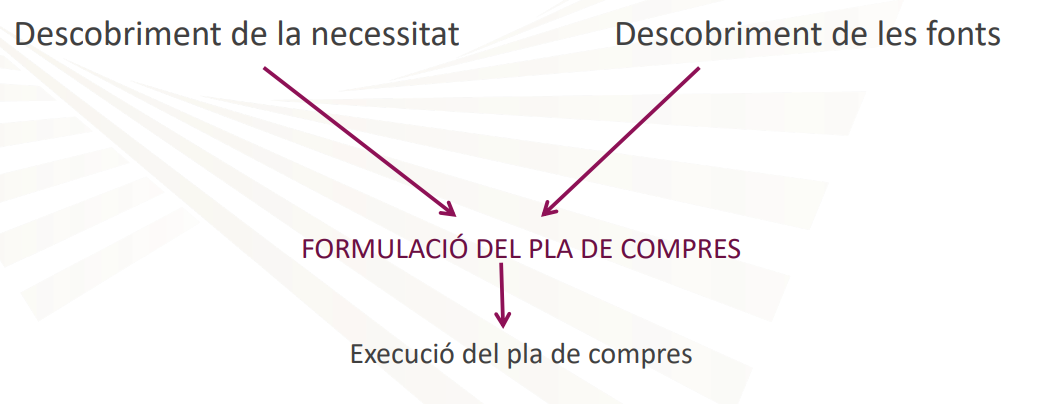 Descobriment de la necessitat
Descobriment de les fonts
FORMULACIÓ DEL PLA DE COMPRES
Execució del pla de compres